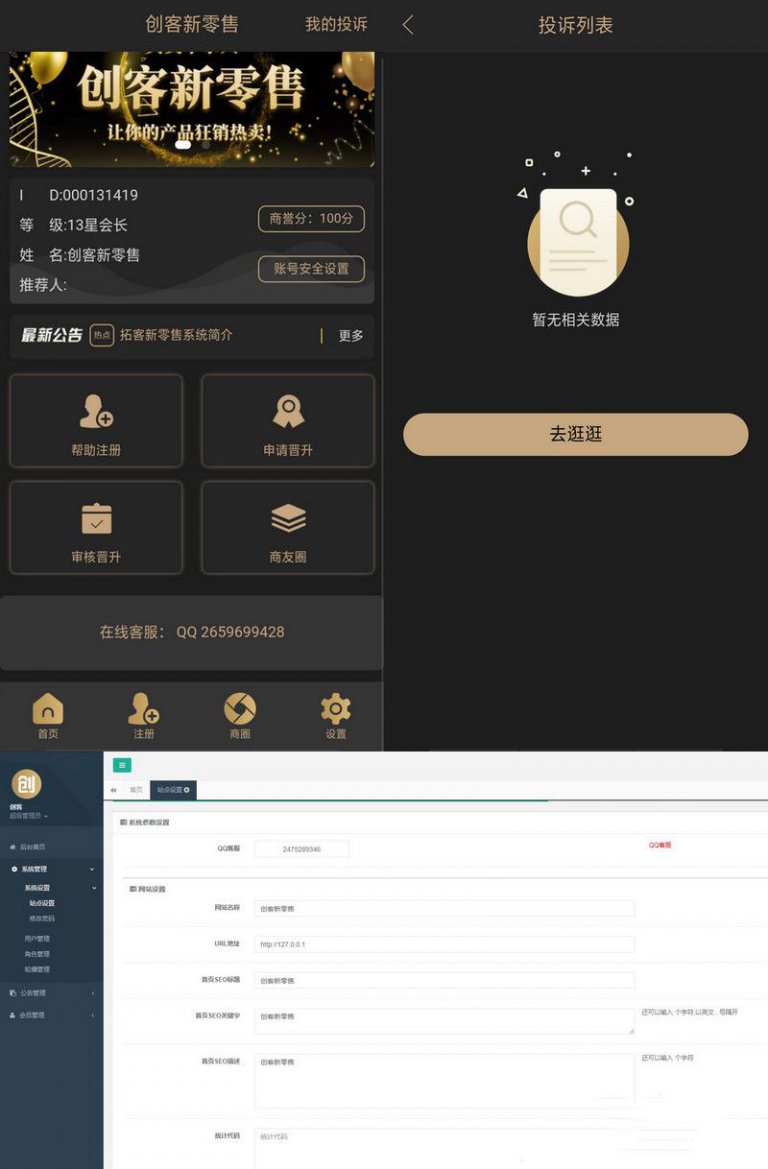 创客新零售
我的投诉
创客新零售
让你的产品狂销热卖!
I D:000131419
等 级:13星会长
商誉分：100分
姓 名:创客新零售
账号安全设置
推荐人:
最新公告
热点
拓客新零售系统简介
更多
帮助注册
申请晋升
审核晋升
商友圈
在线客服： QQ 2659699428
首页
注册
商圈
设置
投诉列表
暂无相关数据
去逛逛
创
创客
超级管理员
后台首页
系统管理
系统设置
站点设置
修改密码
用户管理
角色管理
轮播管理
公告管理
会员管理
首页
站点设置
系统参数设置
QQ客服
2475289346
QQ客服
网站设置
网站名称
创客新零售
URL地址
http://127.0.0.1
首页SEO标题
创客新零售
首页SEO关键字
创客新零售
还可以输入 个字符,以英文 , 号隔开
首页SEO描述
创客新零售
还可以输入 个字符
统计代码
统计代码